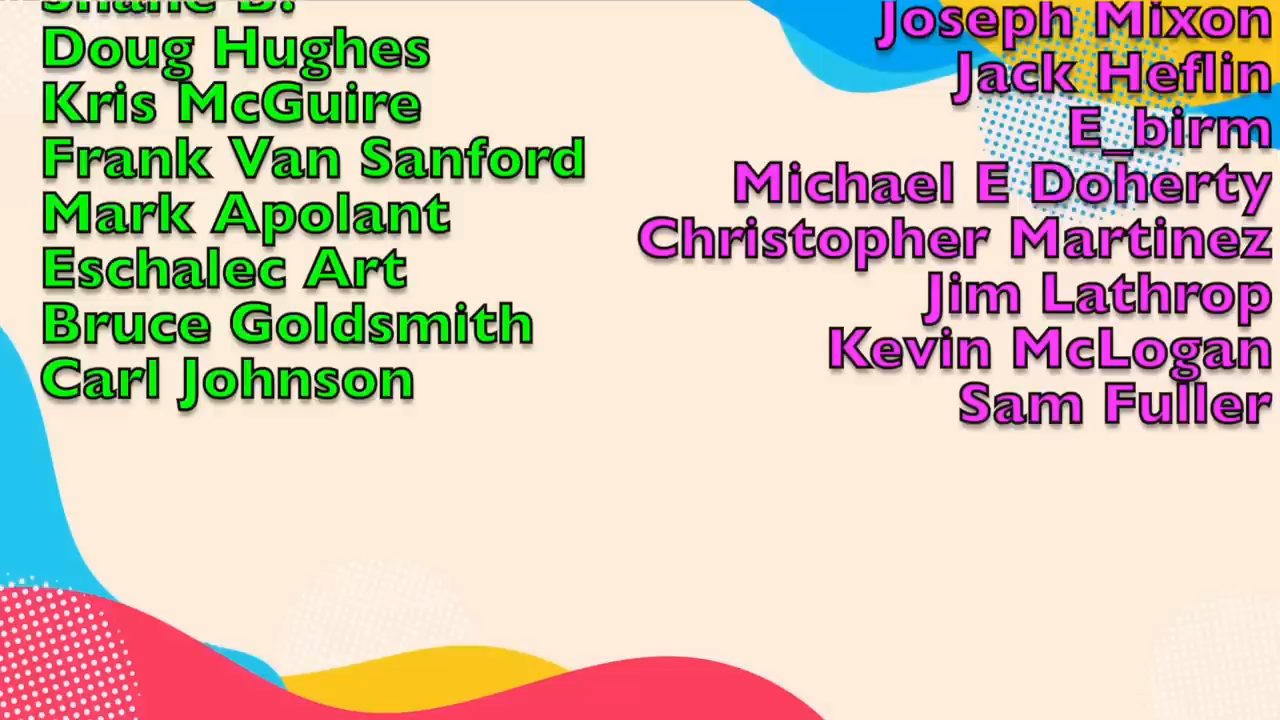 Shane B.
Doug Hughes
Kris McGuire
Frank Van Sanford
Mark Apolant
Eschalec Art
Bruce Goldsmith
Carl Johnson
Joseph Mixon
Jack Heflin
E_birm
Michael E Doherty
Christopher Martinez
Jim Lathrop
Kevin McLogan
Sam Fuller